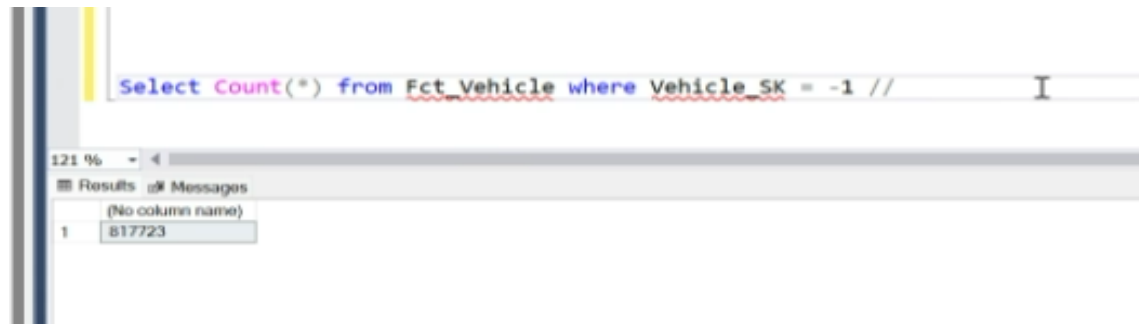 Select Count(*) from Fct_Vehicle where Vehicle_SK = -1 //
121 %
Results Messages
(No column name)
1 817723